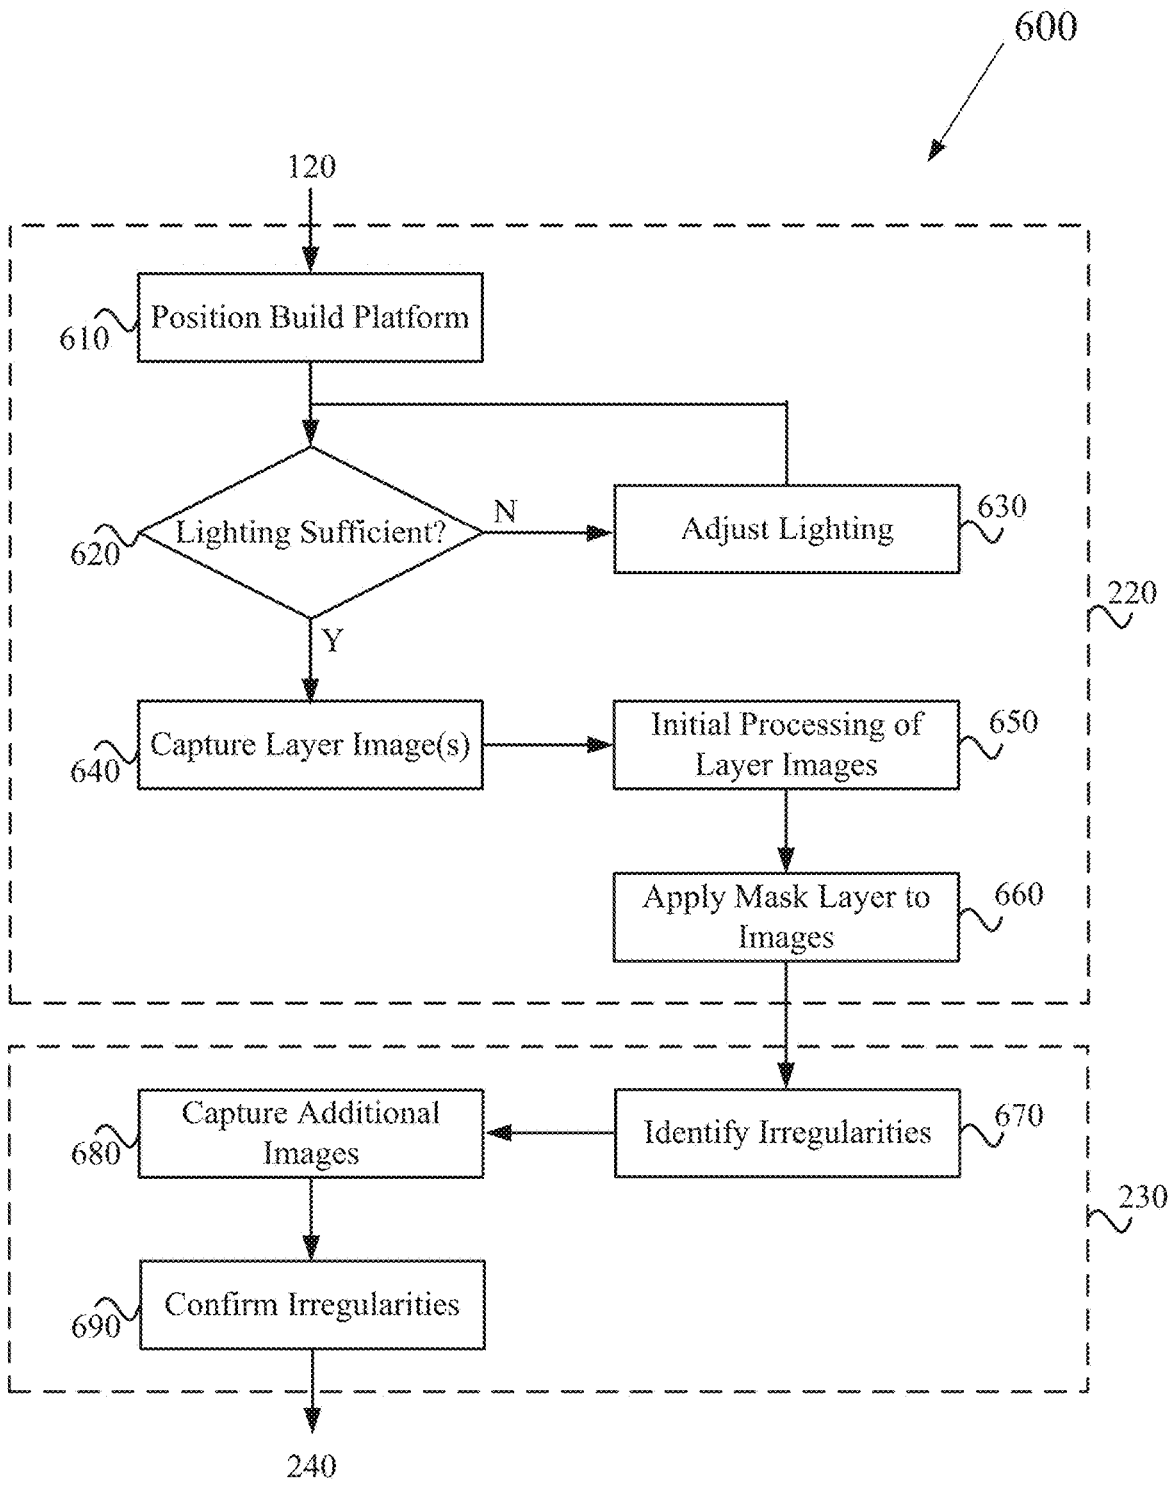 600
120
Position Build Platform
610
Lighting Sufficient?
620
N
Adjust Lighting
630
220
Y
Capture Layer Image(s)
640
Initial Processing of
Layer Images
650
Apply Mask Layer to
Images
660
Capture Additional
Images
680
Identify Irregularities
670
230
Confirm Irregularities
690
240